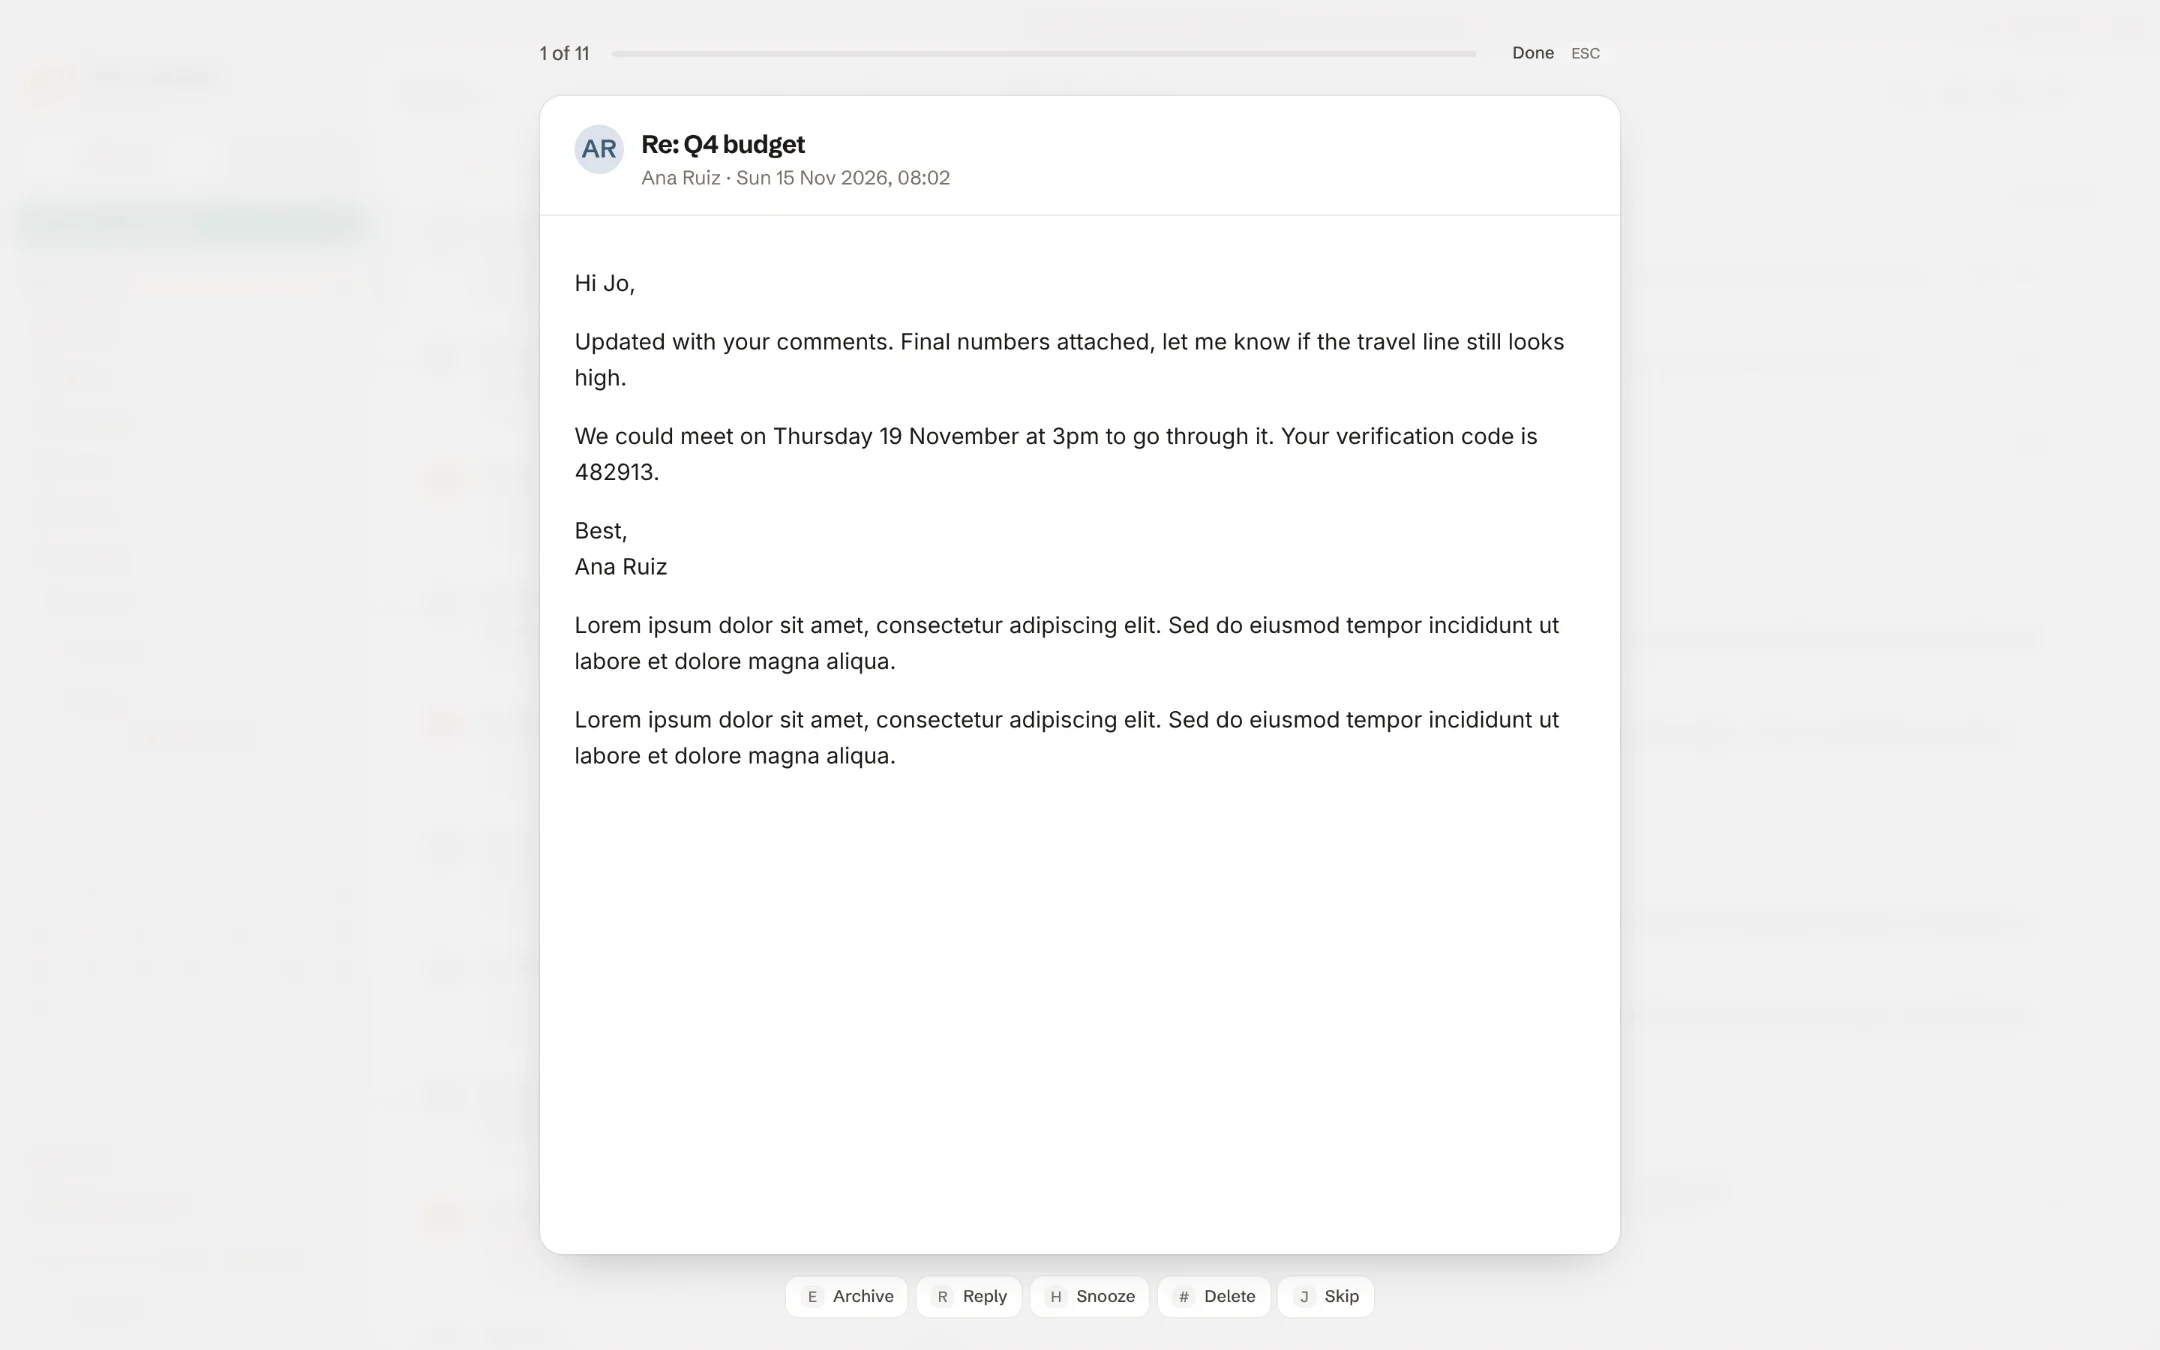 1 of 11
Done ESC
AR
Re: Q4 budget
Ana Ruiz · Sun 15 Nov 2026, 08:02
Hi Jo,
Updated with your comments. Final numbers attached, let me know if the travel line still looks
high.
We could meet on Thursday 19 November at 3pm to go through it. Your verification code is
482913.
Best,
Ana Ruiz
Lorem ipsum dolor sit amet, consectetur adipiscing elit. Sed do eiusmod tempor incididunt ut
labore et dolore magna aliqua.
Lorem ipsum dolor sit amet, consectetur adipiscing elit. Sed do eiusmod tempor incididunt ut
labore et dolore magna aliqua.
E Archive R Reply H Snooze # Delete J Skip